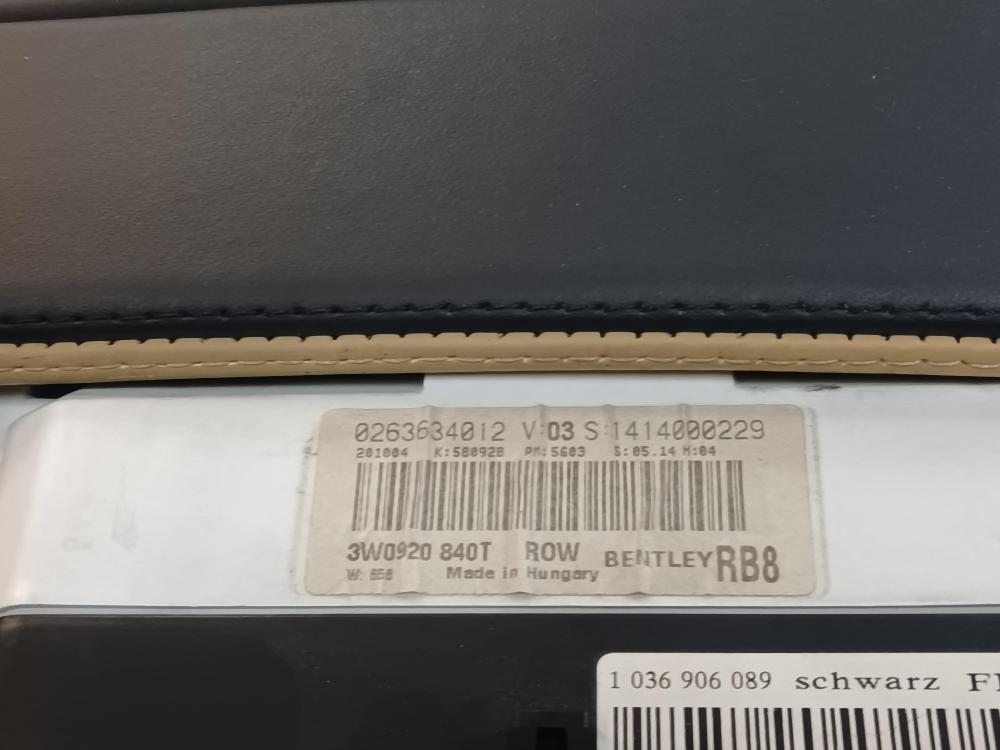 0263634012 V:03 S:1414000229
201004 K:580928 PM:5603 S:05.14 H:04
3W0920 840T ROW BENTLEY RB8
W: 658 Made in Hungary
1 036 906 089 schwarz